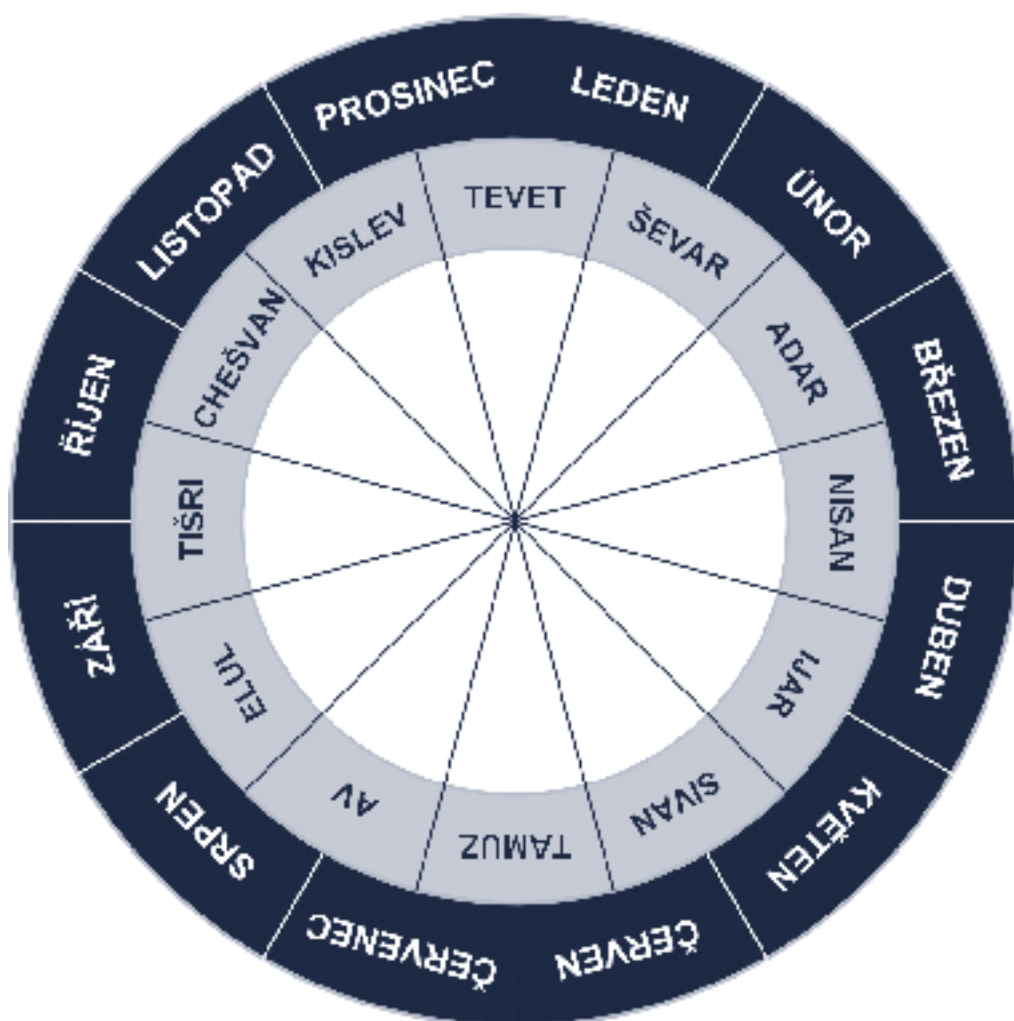 LEDEN
ÚNOR
BŘEZEN
DUBEN
KVĚTEN
ČERVEN
ČERVENEC
SRPEN
ZÁŘÍ
ŘÍJEN
LISTOPAD
PROSINEC
TEVET
ŠEVAR
ADAR
NISAN
IJAR
SIVAN
TAMUZ
AV
ELUL
TIŠRI
CHEŠVAN
KISLEV